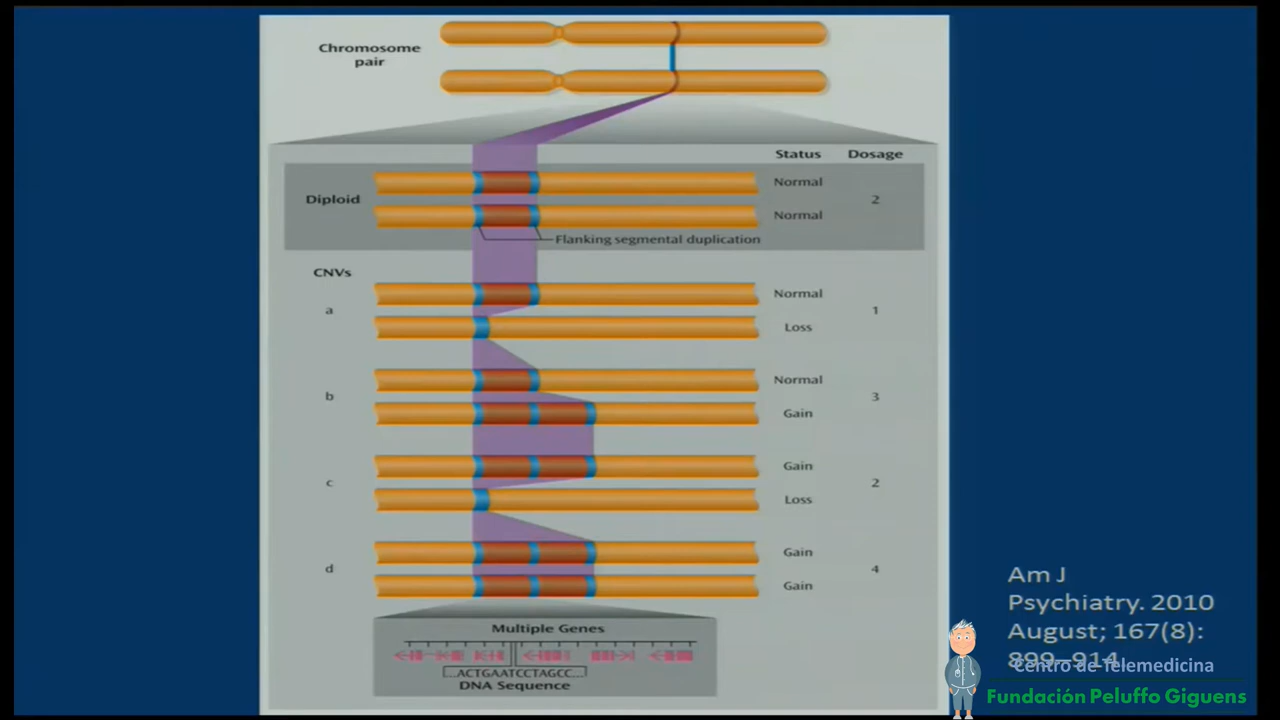 Chromosome
pair
Status Dosage
Normal
Diploid 2
Normal
Flanking segmental duplication
CNVs
Normal
a 1
Loss
Normal
b 3
Gain
Gain
c 2
Loss
Gain
d 4
Gain
Multiple Genes
...ACTGAATCCTAGCC...
DNA Sequence
Am J
Psychiatry. 2010
August; 167(8):
899–914.
Centro de Telemedicina
Fundación Peluffo Giguens